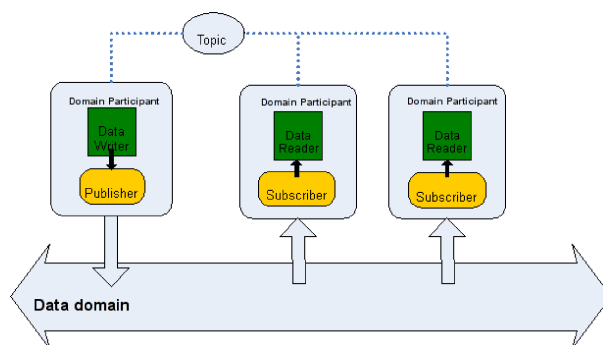 Topic
Domain Participant
Domain Participant
Domain Participant
Data
Writer
Data
Reader
Data
Reader
Publisher
Subscriber
Subscriber
Data domain